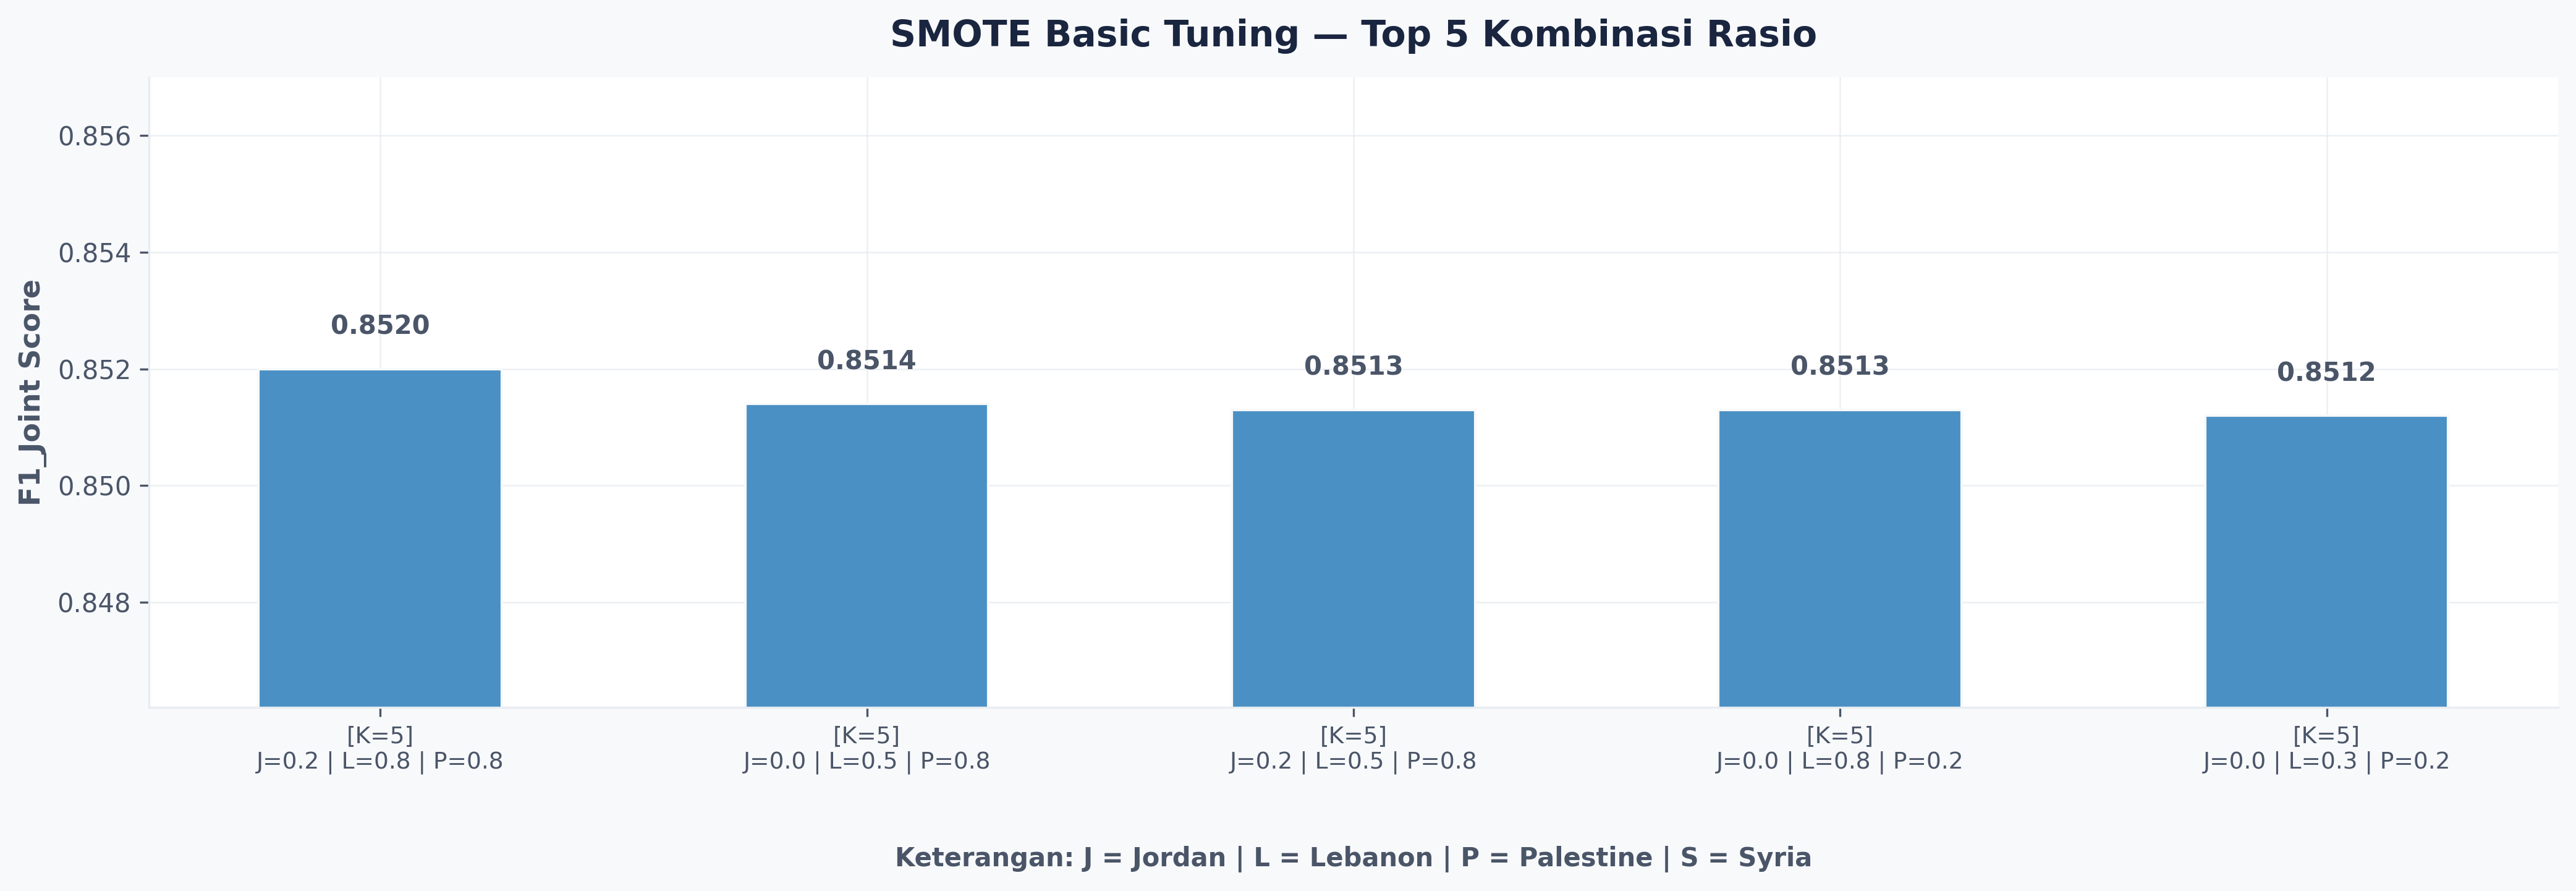 SMOTE Basic Tuning — Top 5 Kombinasi Rasio
F1_Joint Score
0.856
0.854
0.852
0.850
0.848
0.8520
0.8514
0.8513
0.8513
0.8512
[K=5]
J=0.2 | L=0.8 | P=0.8
[K=5]
J=0.0 | L=0.5 | P=0.8
[K=5]
J=0.2 | L=0.5 | P=0.8
[K=5]
J=0.0 | L=0.8 | P=0.2
[K=5]
J=0.0 | L=0.3 | P=0.2
Keterangan: J = Jordan | L = Lebanon | P = Palestine | S = Syria